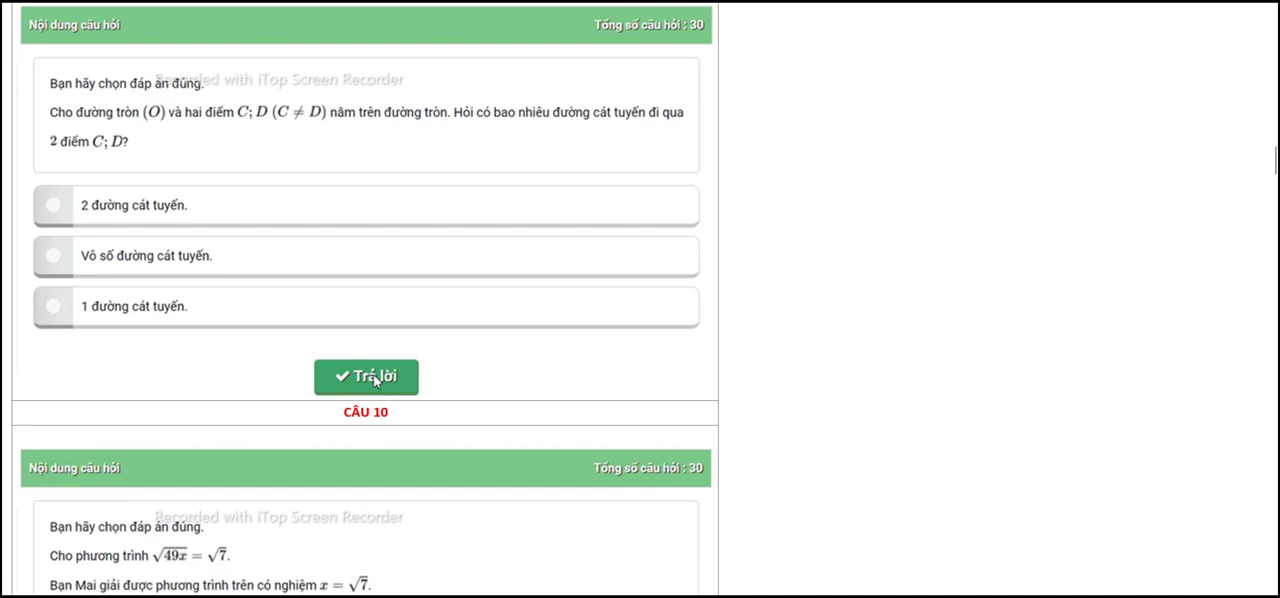 Nội dung câu hỏi
Tổng số câu hỏi : 30
Recorded with iTop Screen Recorder
Bạn hãy chọn đáp án đúng.
Cho đường tròn (O) và hai điểm C; D (C ≠ D) nằm trên đường tròn. Hỏi có bao nhiêu đường cát tuyến đi qua
2 điểm C; D?
2 đường cát tuyến.
Vô số đường cát tuyến.
1 đường cát tuyến.
✔ Trả lời
CÂU 10
Nội dung câu hỏi
Tổng số câu hỏi : 30
Recorded with iTop Screen Recorder
Bạn hãy chọn đáp án đúng.
Cho phương trình √49x = √7.
Bạn Mai giải được phương trình trên có nghiệm x = √7.